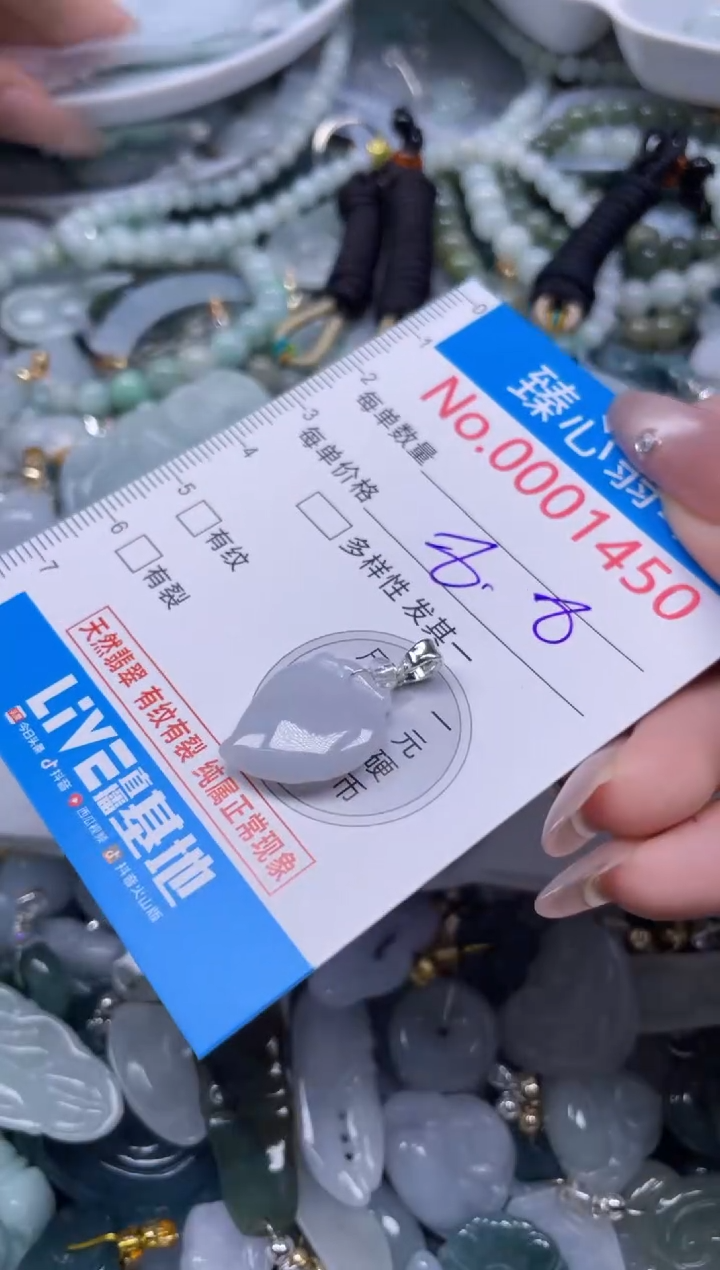 臻心翡
No.0001450
每单数量
每单价格
多样性 发其一
有纹
有裂
0
1
2
3
4
5
6
7
一元硬币
天然翡翠 有纹有裂 纯属正常现象
LiVE直播基地
今日头条 抖音 西瓜视频 抖音火山版